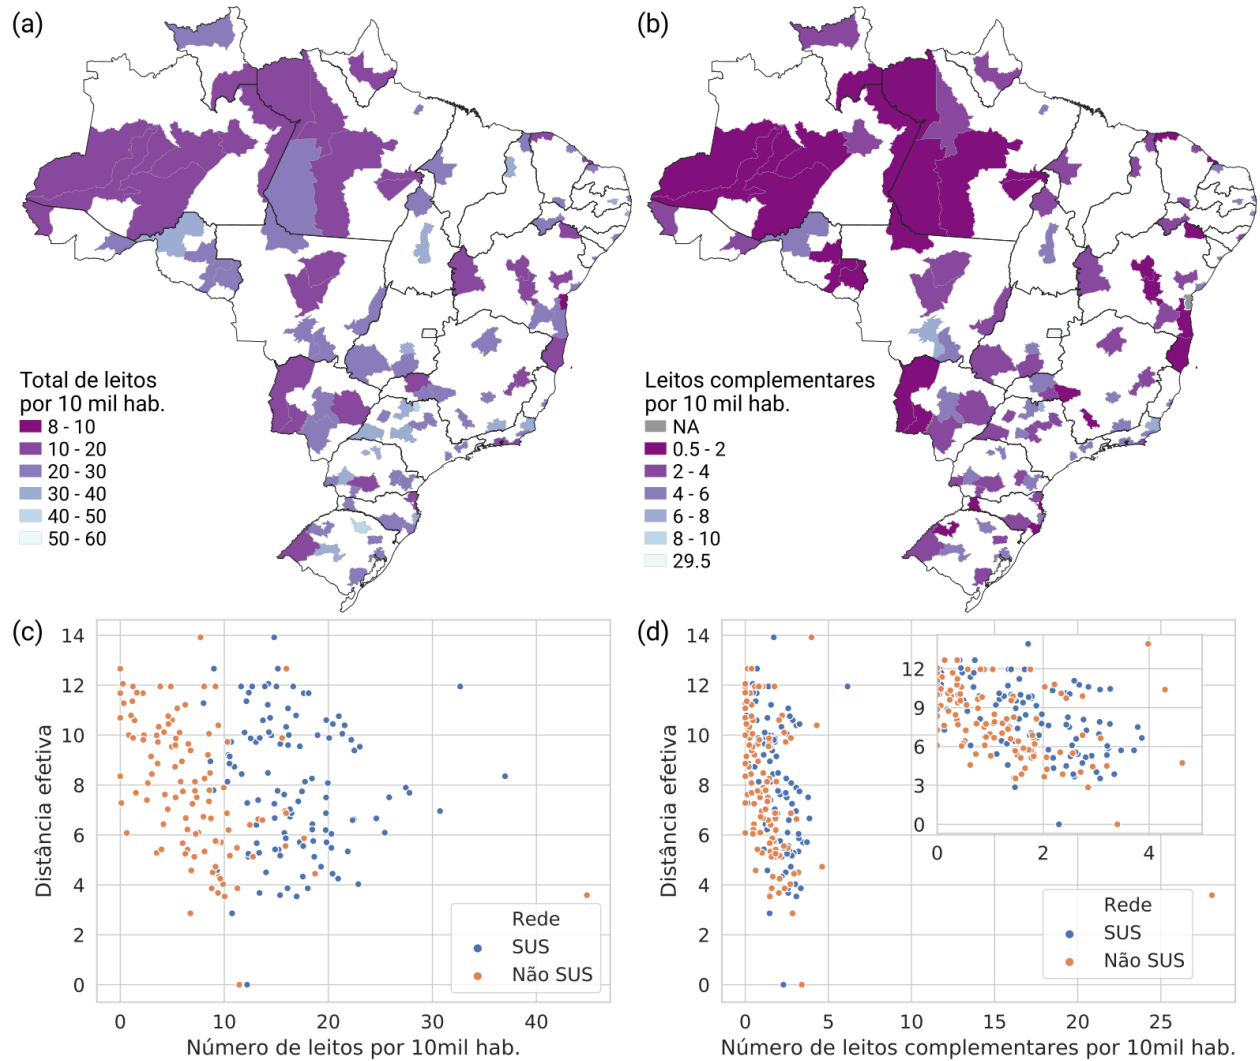 (a)
Total de leitos
por 10 mil hab.
8 - 10
10 - 20
20 - 30
30 - 40
40 - 50
50 - 60
(b)
Leitos complementares
por 10 mil hab.
NA
0.5 - 2
2 - 4
4 - 6
6 - 8
8 - 10
29.5
(c)
Distância efetiva
14
12
10
8
6
4
2
0
0 10 20 30 40
Número de leitos por 10mil hab.
Rede
SUS
Não SUS
(d)
Distância efetiva
14
12
10
8
6
4
2
0
0 5 10 15 20 25
Número de leitos complementares por 10mil hab.
12
9
6
3
0
0 2 4
Rede
SUS
Não SUS